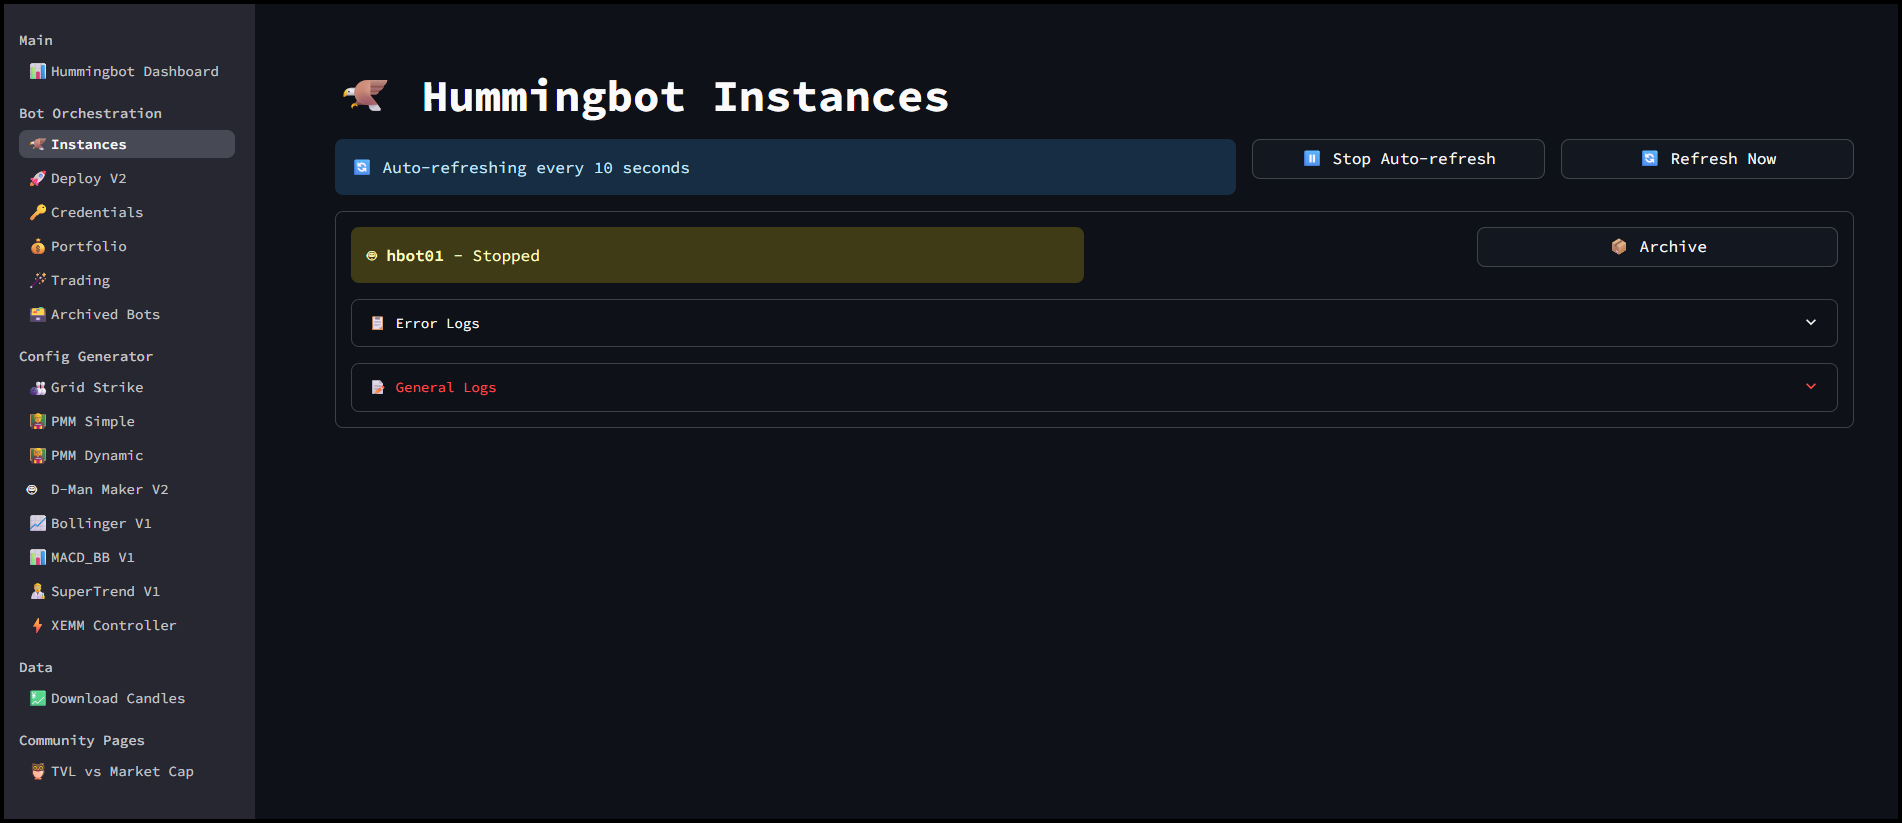 Main
Hummingbot Dashboard
Bot Orchestration
Instances
Deploy V2
Credentials
Portfolio
Trading
Archived Bots
Config Generator
Grid Strike
PMM Simple
PMM Dynamic
D-Man Maker V2
Bollinger V1
MACD_BB V1
SuperTrend V1
XEMM Controller
Data
Download Candles
Community Pages
TVL vs Market Cap
Hummingbot Instances
Auto-refreshing every 10 seconds
Stop Auto-refresh
Refresh Now
hbot01 - Stopped
Archive
Error Logs
General Logs